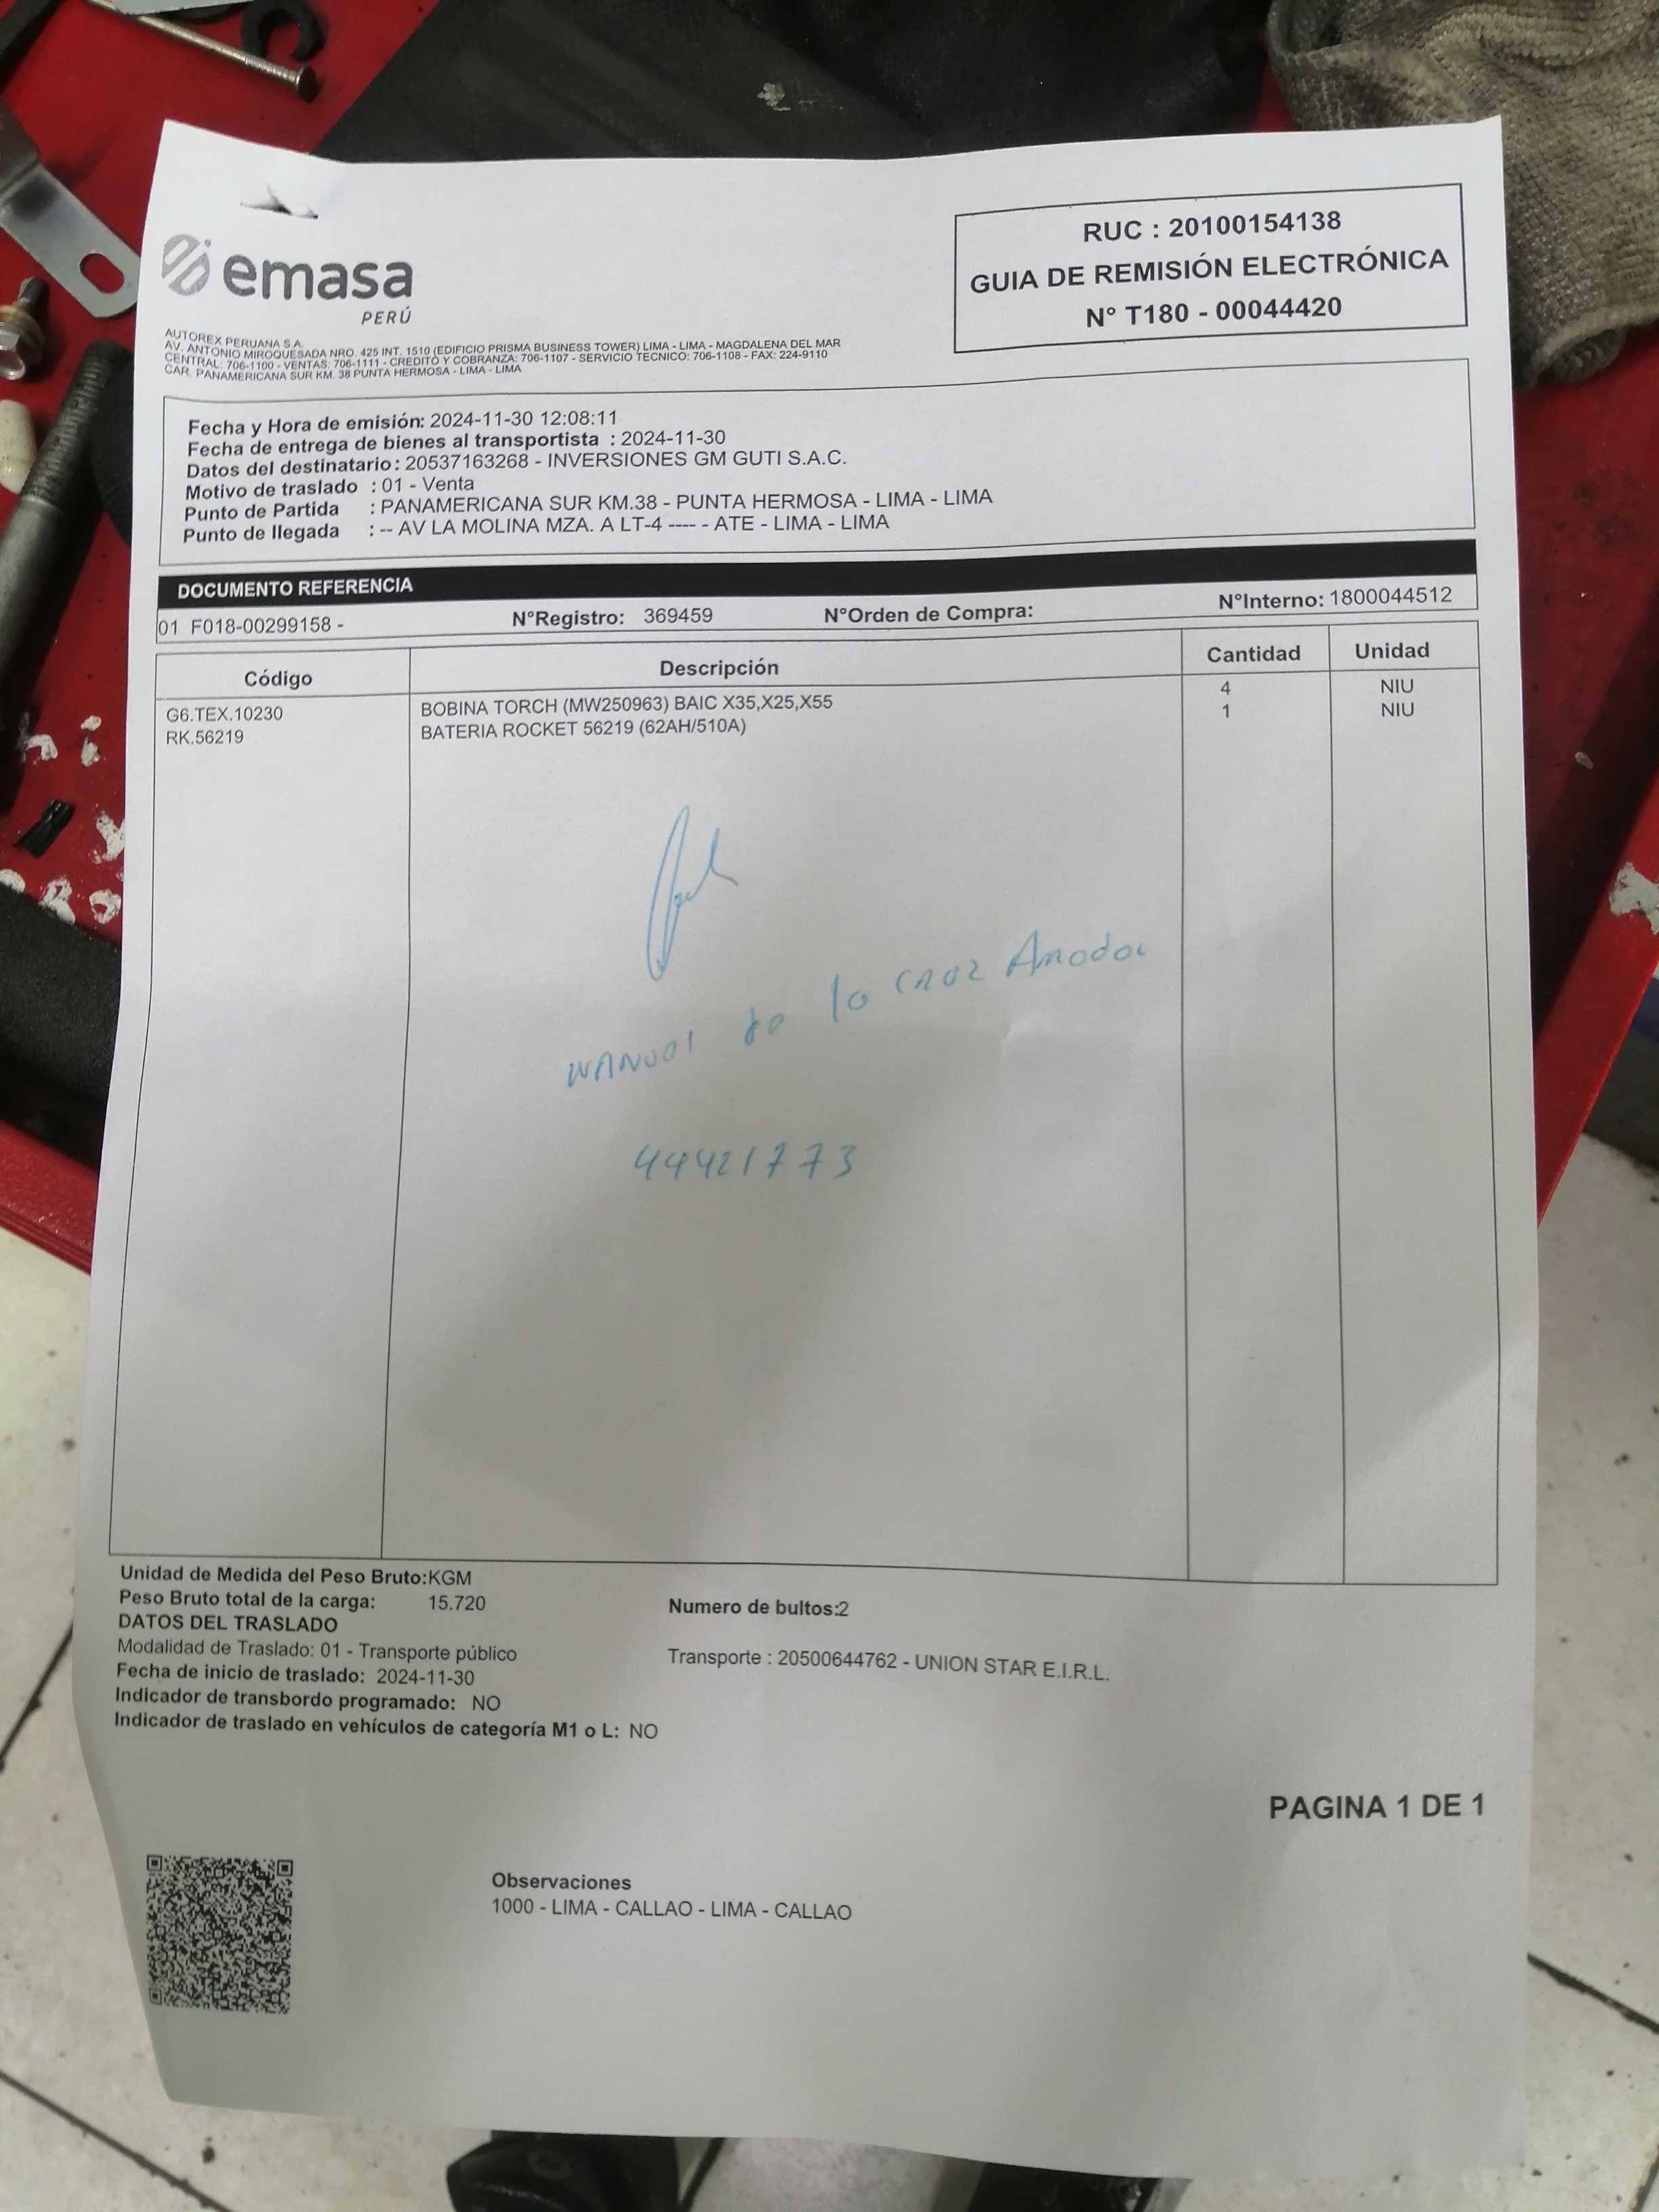 emasa
PERÚ
RUC : 20100154138
GUIA DE REMISIÓN ELECTRÓNICA
N° T180 - 00044420
AUTOREX PERUANA S.A.
AV. ANTONIO MIROQUESADA NRO. 425 INT. 1510 (EDIFICIO PRISMA BUSINESS TOWER) LIMA - LIMA - MAGDALENA DEL MAR
CENTRAL: 706-1100 - VENTAS: 706-1111 - CREDITO Y COBRANZA: 706-1107 - SERVICIO TECNICO: 706-1108 - FAX: 224-9110
CAR. PANAMERICANA SUR KM. 38 PUNTA HERMOSA - LIMA - LIMA
Fecha y Hora de emisión: 2024-11-30 12:08:11
Fecha de entrega de bienes al transportista : 2024-11-30
Datos del destinatario : 20537163268 - INVERSIONES GM GUTI S.A.C.
Motivo de traslado : 01 - Venta
Punto de Partida : PANAMERICANA SUR KM.38 - PUNTA HERMOSA - LIMA - LIMA
Punto de llegada : -- AV LA MOLINA MZA. A LT-4 ---- - ATE - LIMA - LIMA
DOCUMENTO REFERENCIA
01 F018-00299158 - N°Registro: 369459 N°Orden de Compra: N°Interno: 1800044512
Código Descripción Cantidad Unidad
G6.TEX.10230 BOBINA TORCH (MW250963) BAIC X35,X25,X55 4 NIU
RK.56219 BATERIA ROCKET 56219 (62AH/510A) 1 NIU
MANUOl de la CRUZ Amador
44421773
Unidad de Medida del Peso Bruto:KGM
Peso Bruto total de la carga: 15.720 Numero de bultos:2
DATOS DEL TRASLADO
Modalidad de Traslado: 01 - Transporte público Transporte : 20500644762 - UNION STAR E.I.R.L.
Fecha de inicio de traslado: 2024-11-30
Indicador de transbordo programado: NO
Indicador de traslado en vehículos de categoría M1 o L: NO
PAGINA 1 DE 1
Observaciones
1000 - LIMA - CALLAO - LIMA - CALLAO